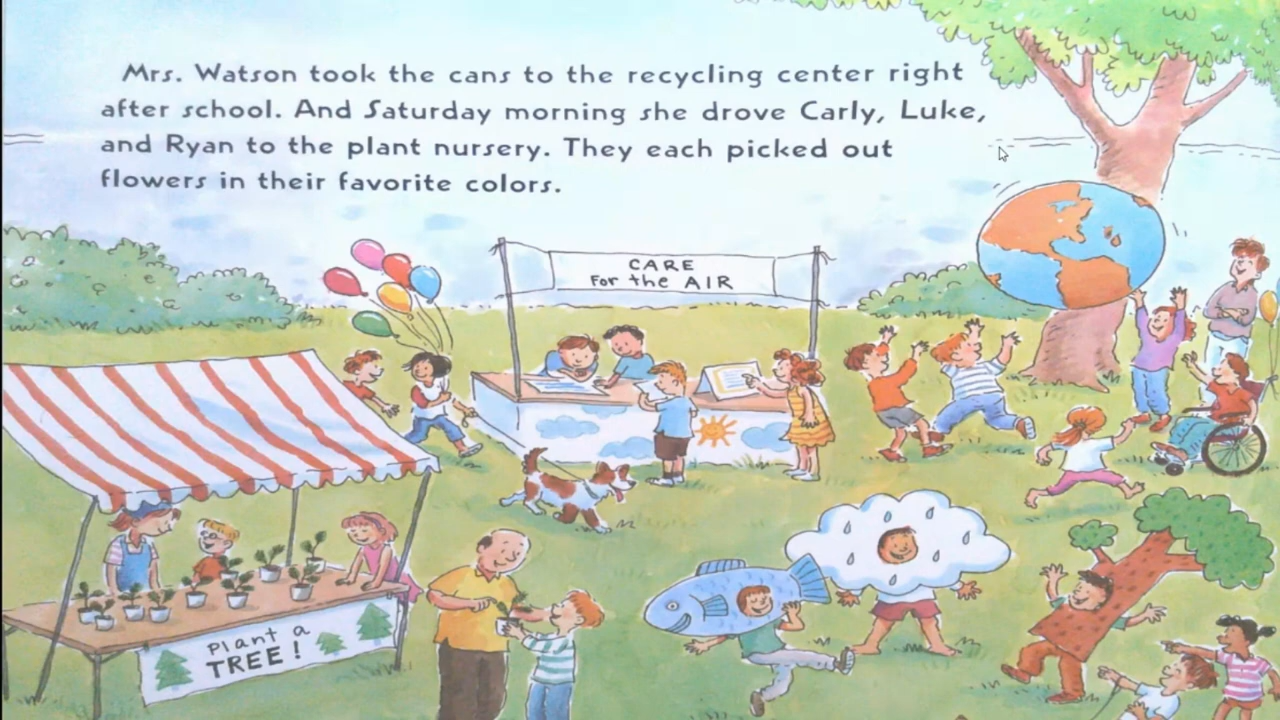 Mrs. Watson took the cans to the recycling center right
after school. And Saturday morning she drove Carly, Luke,
and Ryan to the plant nursery. They each picked out
flowers in their favorite colors.
CARE
For the AIR
Plant a
TREE!